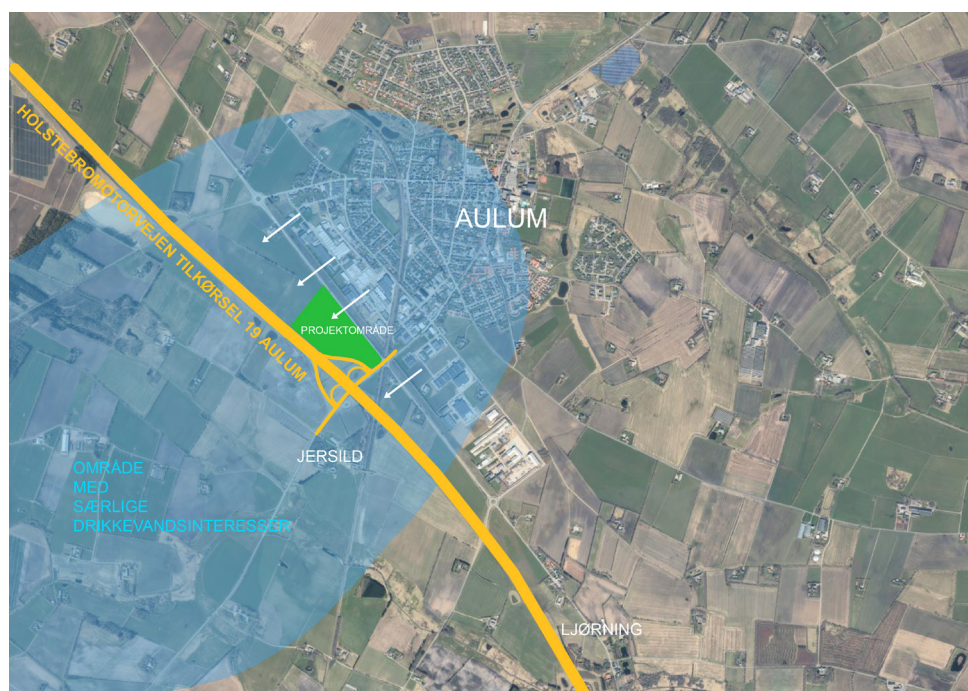 HOLSTEBROMOTORVEJEN TILKØRSEL 19 AULUM
AULUM
PROJEKTOMRÅDE
JERSILD
OMRÅDE
MED
SÆRLIGE
DRIKKEVANDSINTERESSER
LJØRNING